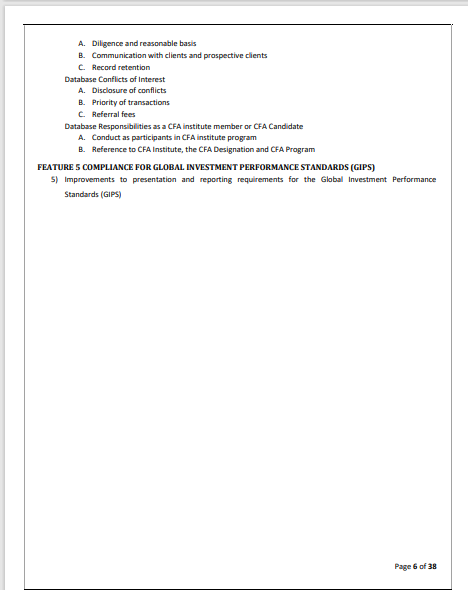 A. Diligence and reasonable basis
B. Communication with clients and prospective clients
C. Record retention
Database Conflicts of Interest
A. Disclosure of conflicts
B. Priority of transactions
C. Referral fees
Database Responsibilities as a CFA institute member or CFA Candidate
A. Conduct as participants in CFA institute program
B. Reference to CFA Institute, the CFA Designation and CFA Program
FEATURE 5 COMPLIANCE FOR GLOBAL INVESTMENT PERFORMANCE STANDARDS (GIPS)
5) Improvements to presentation and reporting requirements for the Global Investment Performance
Standards (GIPS)
Page 6 of 38